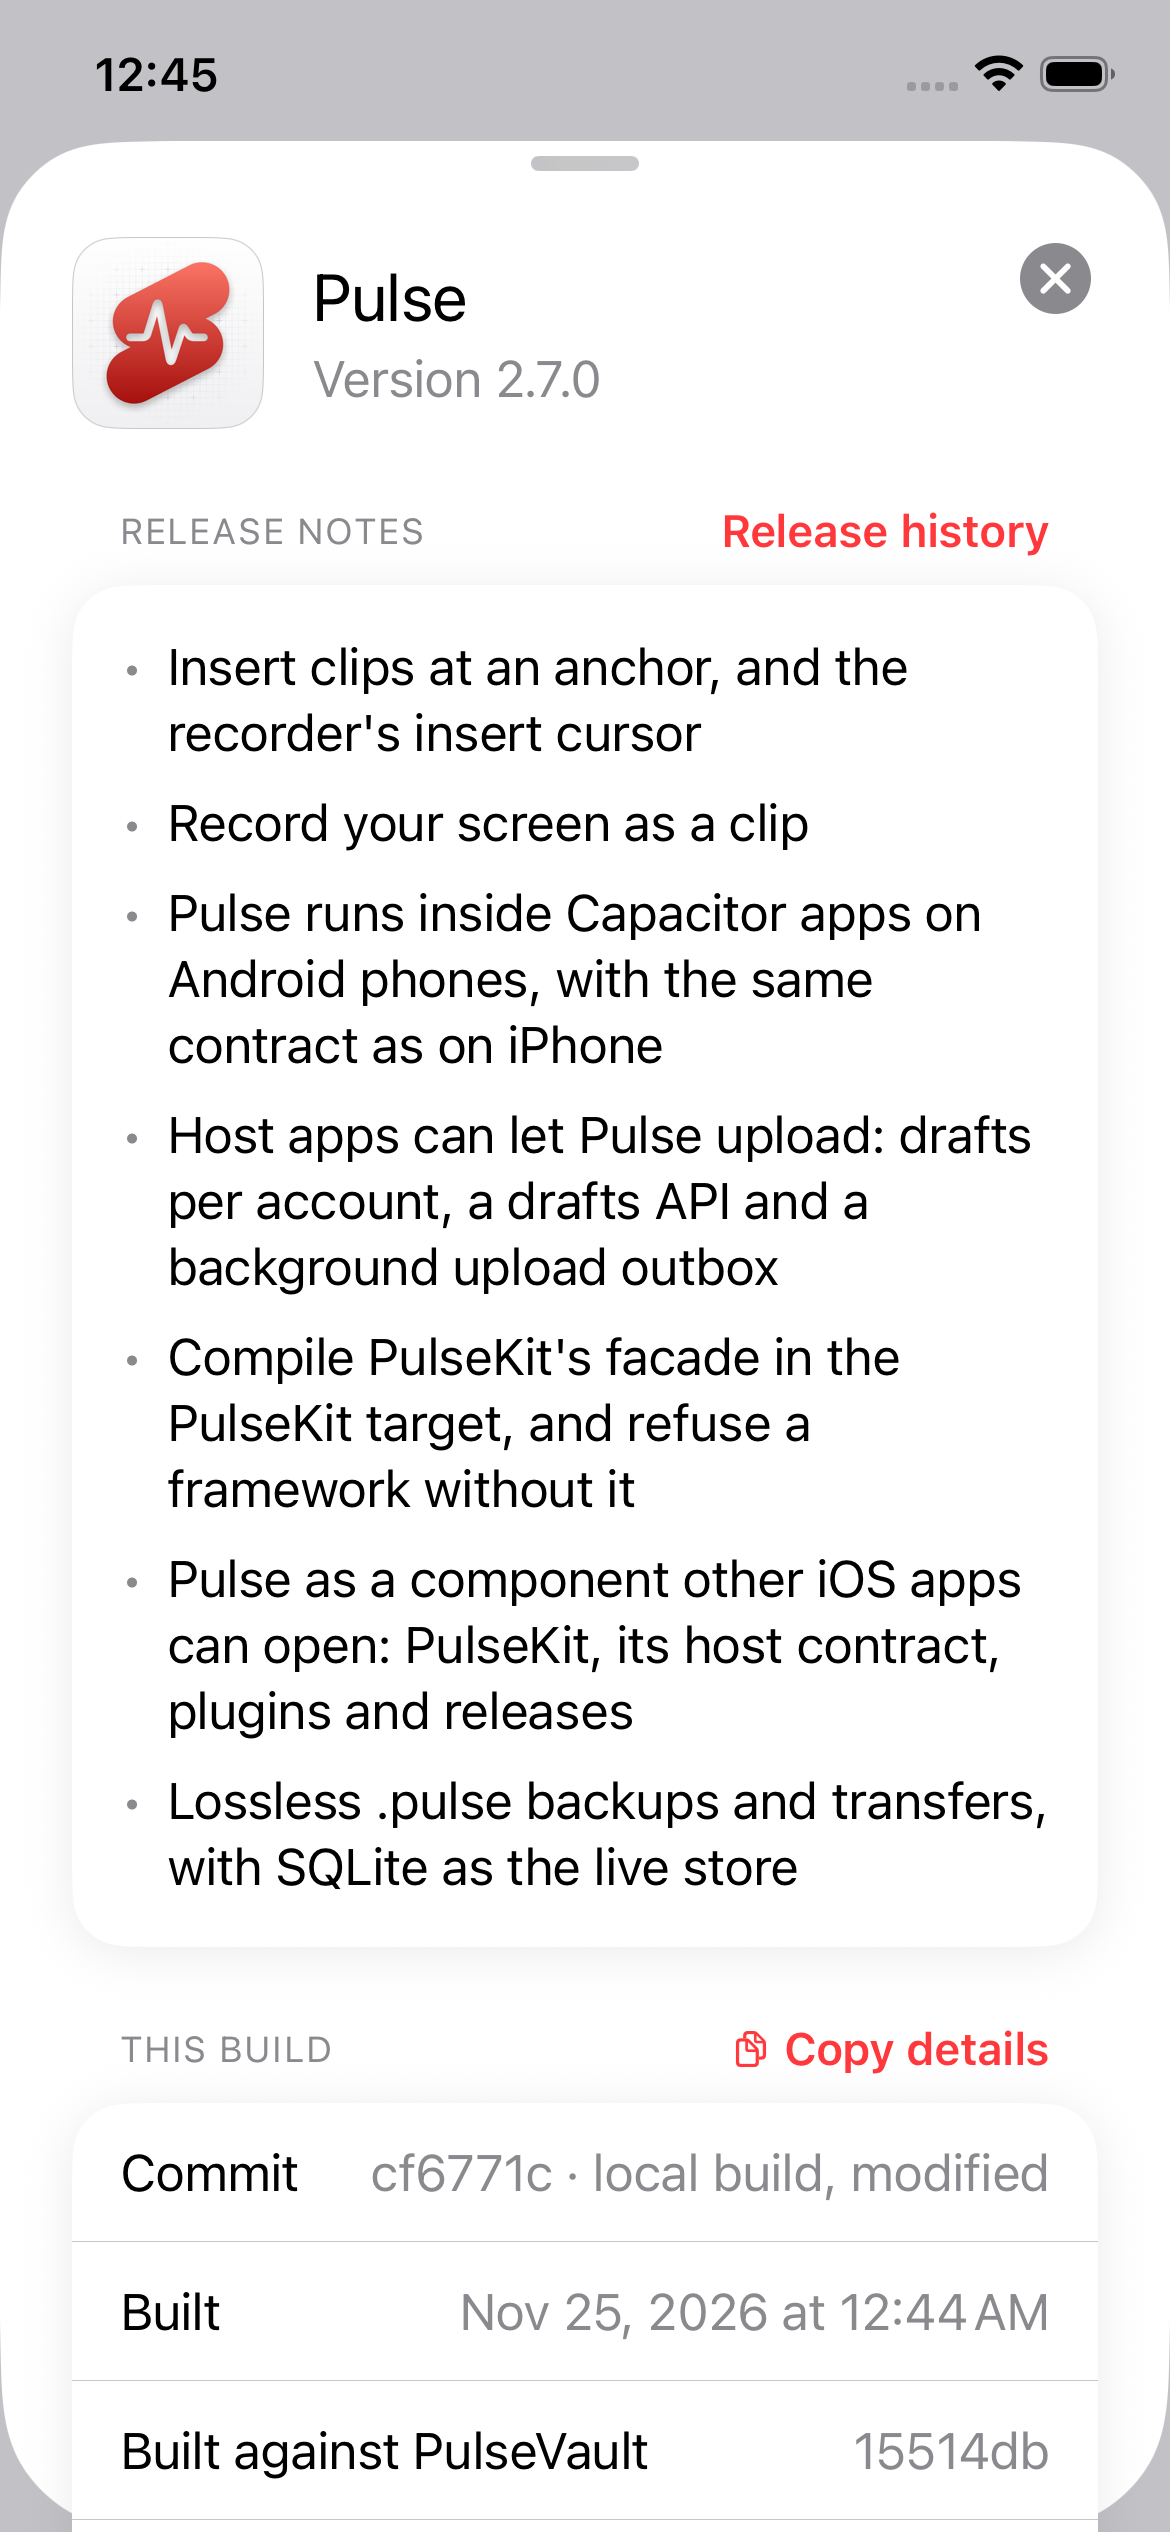 12:45
Pulse
Version 2.7.0
RELEASE NOTES
Release history
• Insert clips at an anchor, and the
recorder's insert cursor
• Record your screen as a clip
• Pulse runs inside Capacitor apps on
Android phones, with the same
contract as on iPhone
• Host apps can let Pulse upload: drafts
per account, a drafts API and a
background upload outbox
• Compile PulseKit's facade in the
PulseKit target, and refuse a
framework without it
• Pulse as a component other iOS apps
can open: PulseKit, its host contract,
plugins and releases
• Lossless .pulse backups and transfers,
with SQLite as the live store
THIS BUILD
Copy details
Commit
cf6771c · local build, modified
Built
Nov 25, 2026 at 12:44 AM
Built against PulseVault
15514db